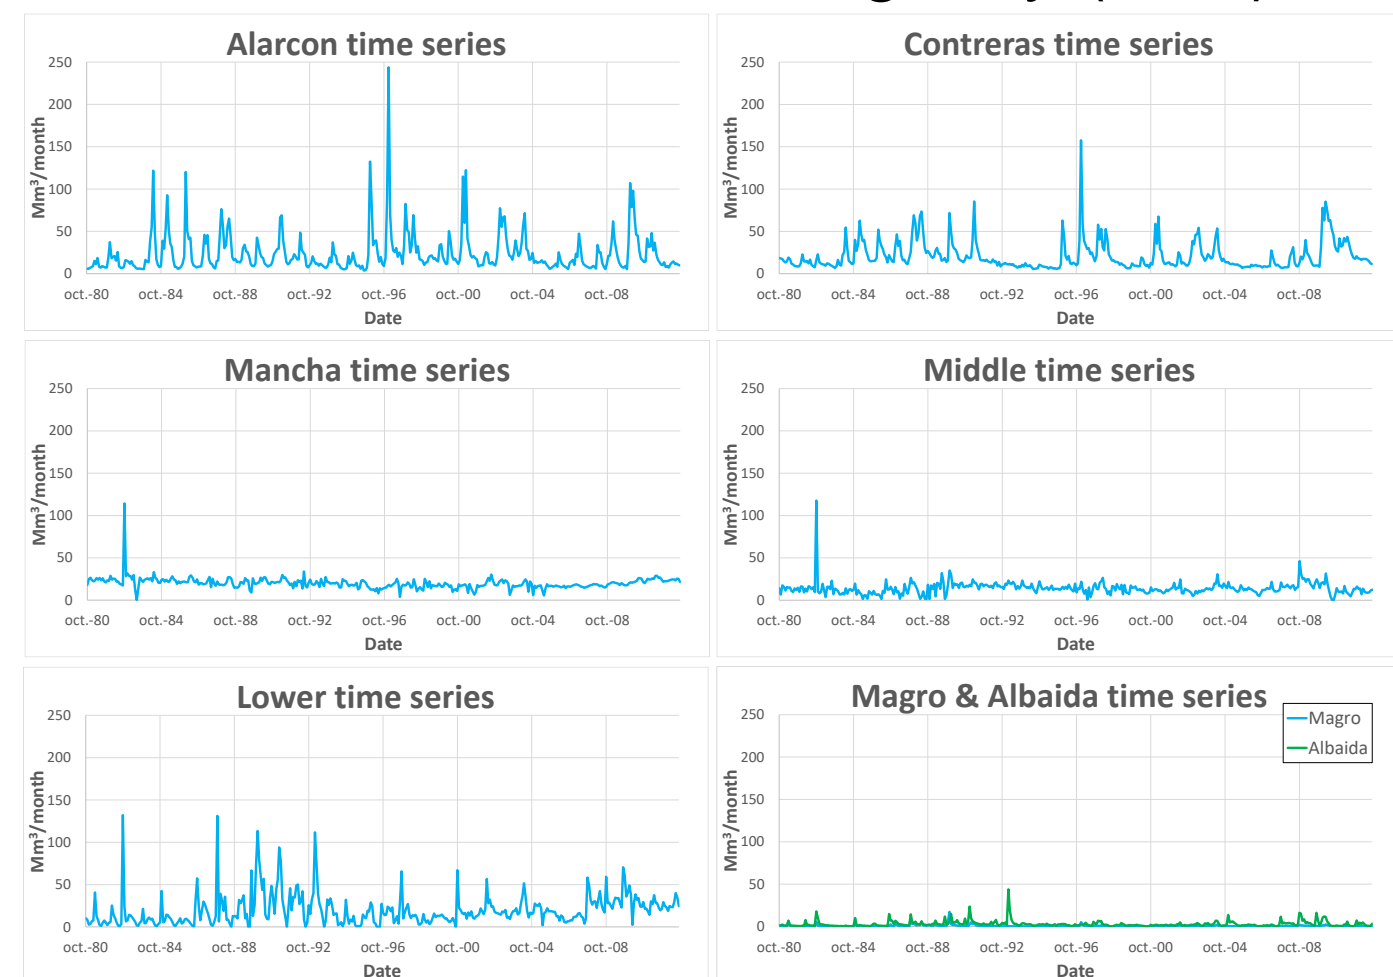 Alarcon time series
Mm³/month
250
200
150
100
50
0
oct.-80 oct.-84 oct.-88 oct.-92 oct.-96 oct.-00 oct.-04 oct.-08
Date
Contreras time series
Mm³/month
250
200
150
100
50
0
oct.-80 oct.-84 oct.-88 oct.-92 oct.-96 oct.-00 oct.-04 oct.-08
Date
Mancha time series
Mm³/month
250
200
150
100
50
0
oct.-80 oct.-84 oct.-88 oct.-92 oct.-96 oct.-00 oct.-04 oct.-08
Date
Middle time series
Mm³/month
250
200
150
100
50
0
oct.-80 oct.-84 oct.-88 oct.-92 oct.-96 oct.-00 oct.-04 oct.-08
Date
Lower time series
Mm³/month
250
200
150
100
50
0
oct.-80 oct.-84 oct.-88 oct.-92 oct.-96 oct.-00 oct.-04 oct.-08
Date
Magro & Albaida time series
Magro
Albaida
Mm³/month
250
200
150
100
50
0
oct.-80 oct.-84 oct.-88 oct.-92 oct.-96 oct.-00 oct.-04 oct.-08
Date